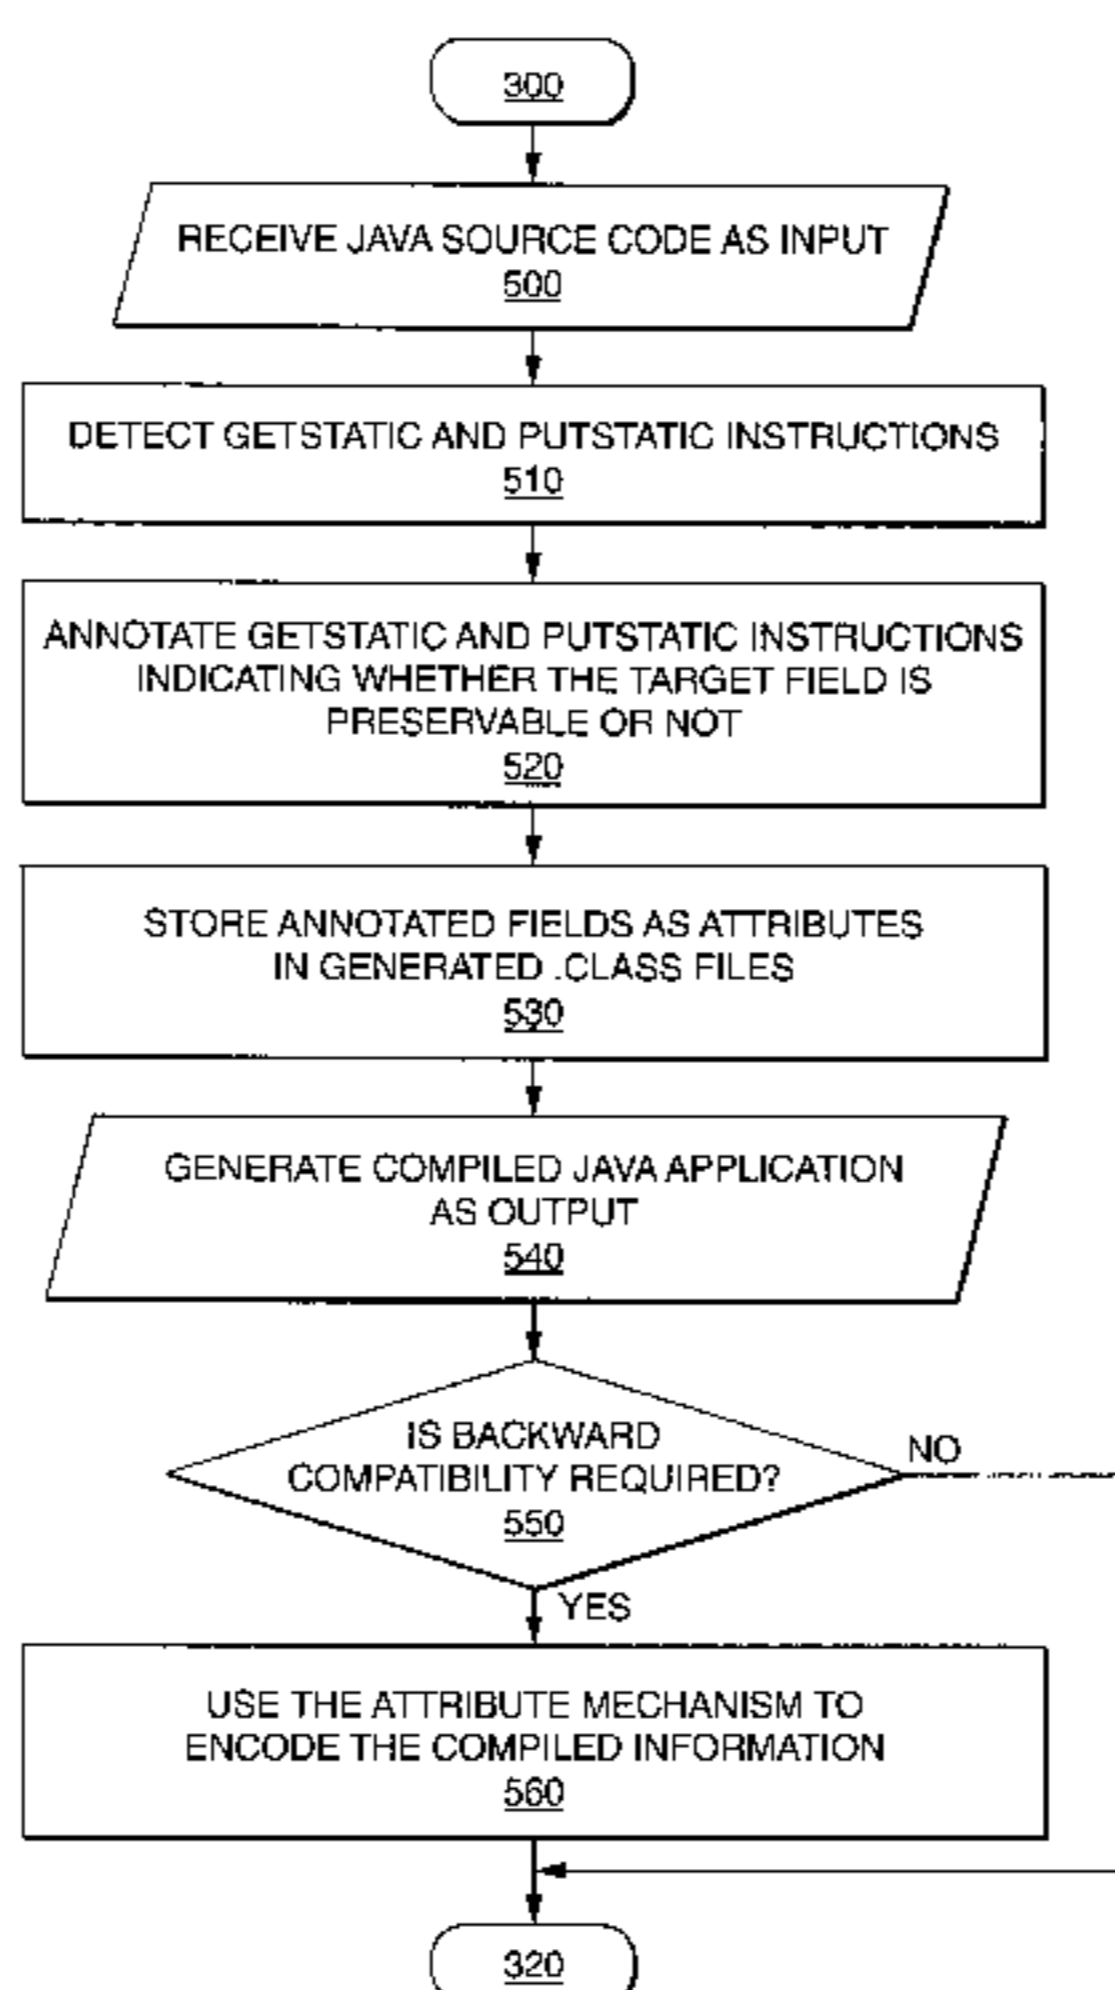 300
RECEIVE JAVA SOURCE CODE AS INPUT
500
DETECT GETSTATIC AND PUTSTATIC INSTRUCTIONS
510
ANNOTATE GETSTATIC AND PUTSTATIC INSTRUCTIONS
INDICATING WHETHER THE TARGET FIELD IS
PRESERVABLE OR NOT
520
STORE ANNOTATED FIELDS AS ATTRIBUTES
IN GENERATED .CLASS FILES
530
GENERATE COMPILED JAVA APPLICATION
AS OUTPUT
540
IS BACKWARD
COMPATIBILITY REQUIRED?
550
NO
YES
USE THE ATTRIBUTE MECHANISM TO
ENCODE THE COMPILED INFORMATION
560
320